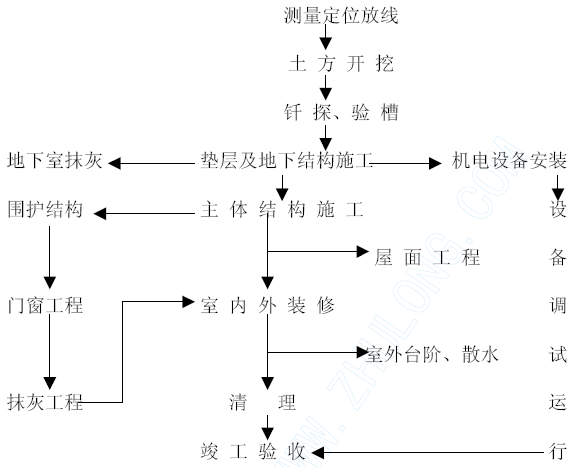 测量定位放线
土方开挖
钎探、验槽
地下室抹灰 垫层及地下结构施工 机电设备安装
围护结构 主体结构施工 设
屋面工程 备
门窗工程 室内外装修 调
室外台阶、散水 试
抹灰工程 清理 运
竣工验收 行
WWW.ZHULONG.COM